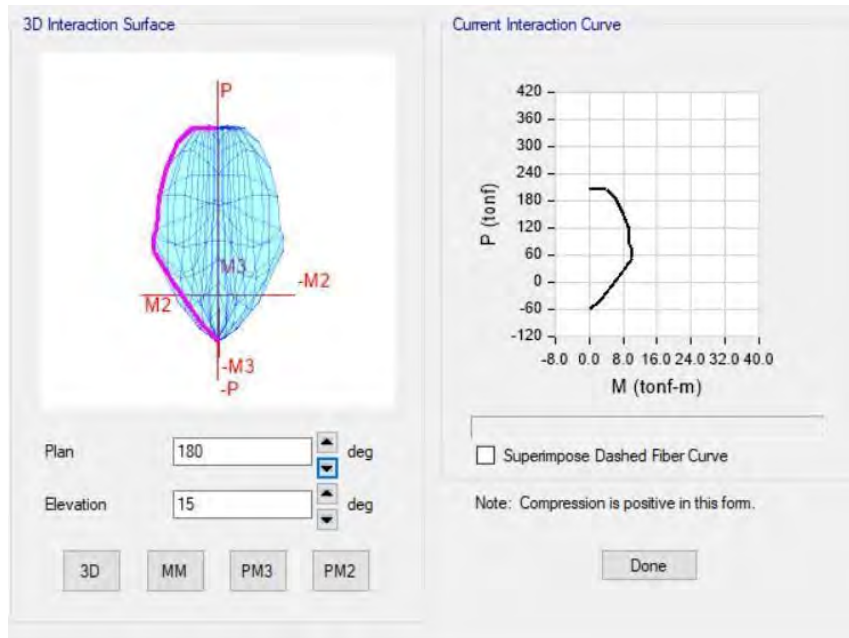 3D Interaction Surface
P
M3
-M2
M2
-M3
-P
Plan 180 deg
Elevation 15 deg
3D MM PM3 PM2
Current Interaction Curve
420
360
300
240
180
120
60
0
-60
-120
P (tonf)
-8.0 0.0 8.0 16.0 24.0 32.0 40.0
M (tonf-m)
Superimpose Dashed Fiber Curve
Note: Compression is positive in this form.
Done